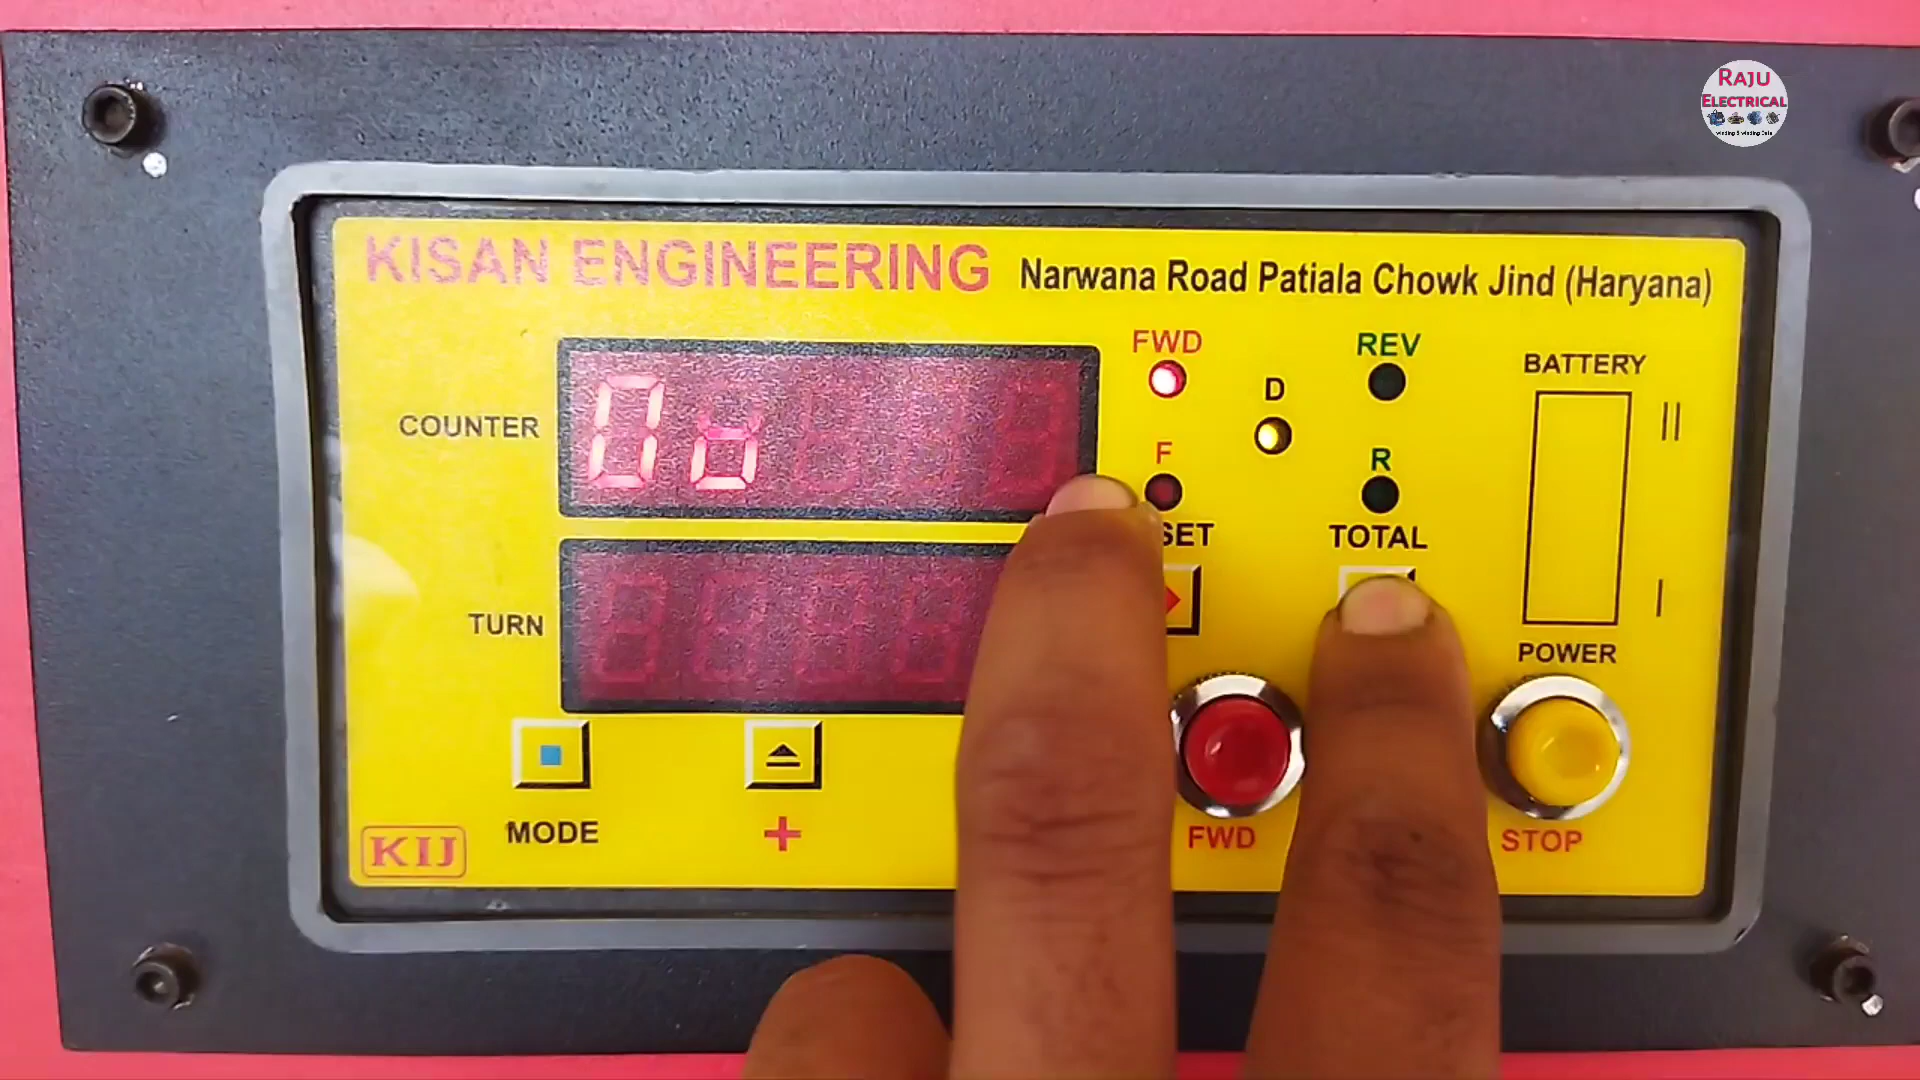 RAJU
ELECTRICAL
KISAN ENGINEERING
Narwana Road Patiala Chowk Jind (Haryana)
FWD
REV
D
BATTERY
COUNTER
F
R
SET
TOTAL
TURN
POWER
MODE
+
FWD
STOP
KIJ